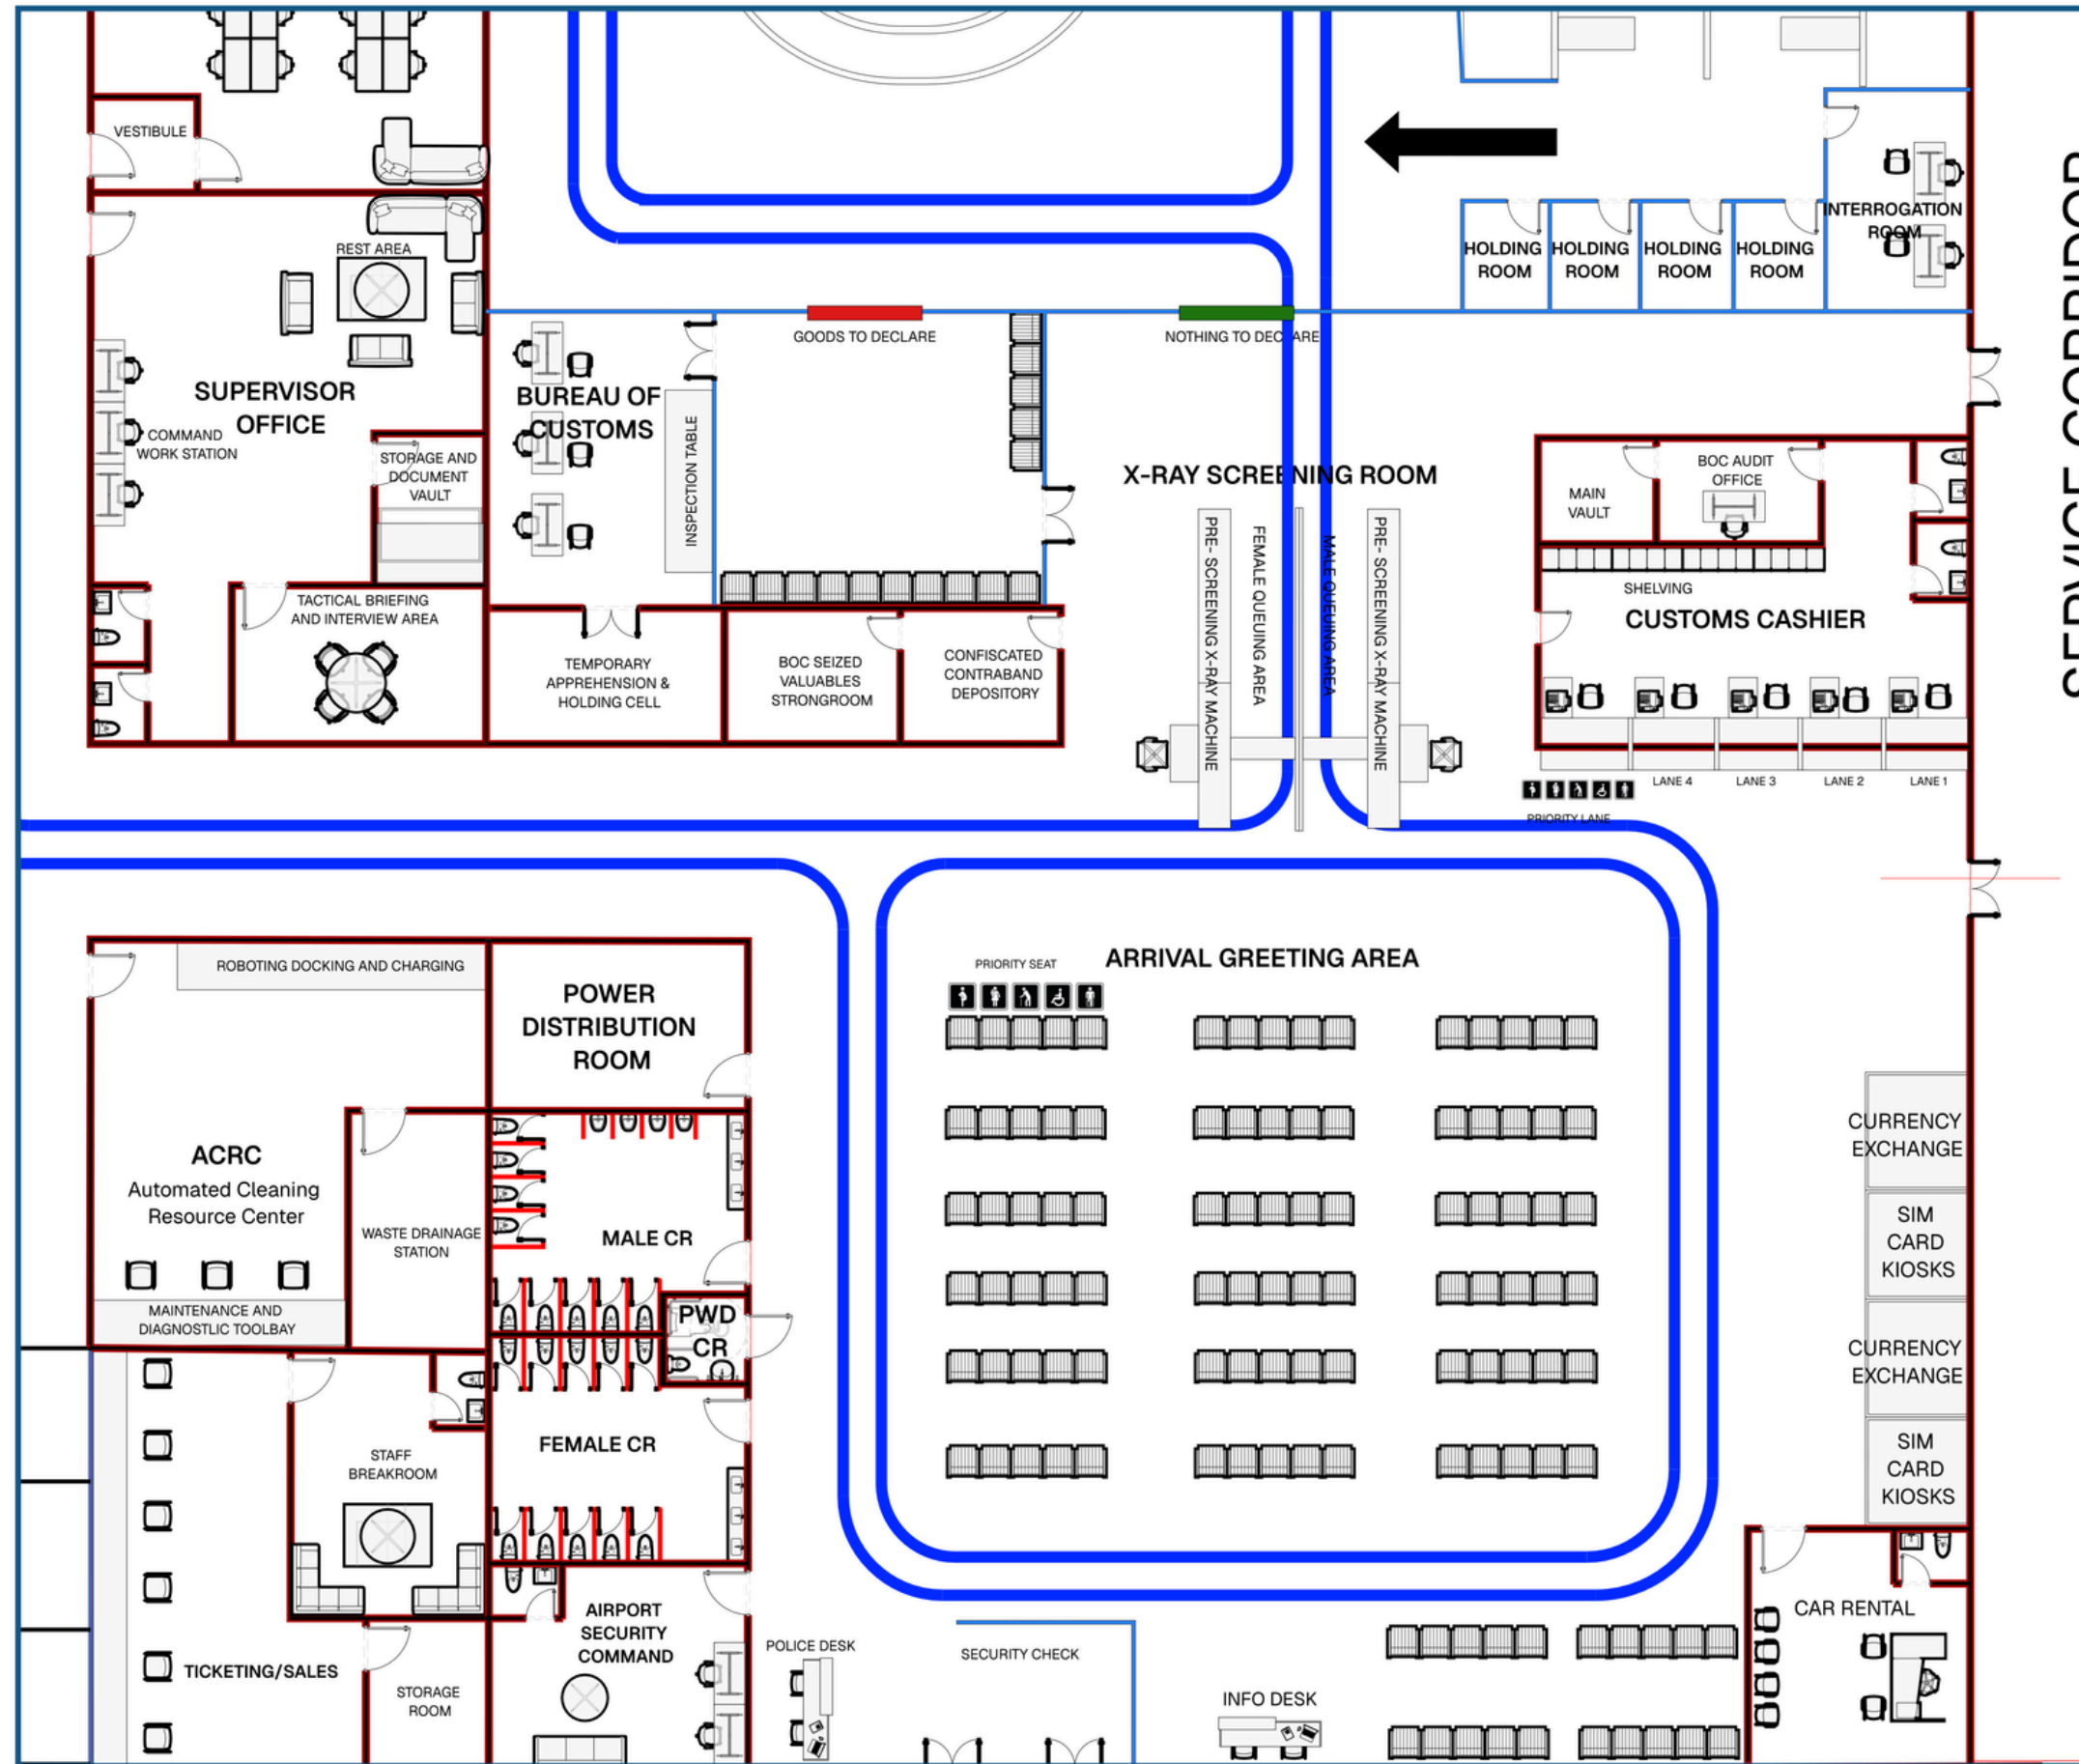 VESTIBULE
REST AREA
SUPERVISOR
OFFICE
COMMAND
WORK STATION
STORAGE AND
DOCUMENT
VAULT
TACTICAL BRIEFING
AND INTERVIEW AREA
BUREAU OF
CUSTOMS
INSPECTION TABLE
GOODS TO DECLARE
NOTHING TO DECLARE
TEMPORARY
APPREHENSION &
HOLDING CELL
BOC SEIZED
VALUABLES
STRONGROOM
CONFISCATED
CONTRABAND
DEPOSITORY
X-RAY SCREENING ROOM
PRE- SCREENING X-RAY MACHINE
FEMALE QUEUING AREA
MALE QUEUING AREA
PRE- SCREENING X-RAY MACHINE
HOLDING
ROOM
HOLDING
ROOM
HOLDING
ROOM
HOLDING
ROOM
INTERROGATION
ROOM
SERVICE CORRIDOR
MAIN
VAULT
BOC AUDIT
OFFICE
SHELVING
CUSTOMS CASHIER
PRIORITY LANE
LANE 4
LANE 3
LANE 2
LANE 1
ROBOTING DOCKING AND CHARGING
POWER
DISTRIBUTION
ROOM
ACRC
Automated Cleaning
Resource Center
WASTE DRAINAGE
STATION
MAINTENANCE AND
DIAGNOSTLIC TOOLBAY
MALE CR
PWD
CR
FEMALE CR
STAFF
BREAKROOM
TICKETING/SALES
STORAGE
ROOM
AIRPORT
SECURITY
COMMAND
POLICE DESK
SECURITY CHECK
INFO DESK
PRIORITY SEAT
ARRIVAL GREETING AREA
CURRENCY
EXCHANGE
SIM
CARD
KIOSKS
CURRENCY
EXCHANGE
SIM
CARD
KIOSKS
CAR RENTAL